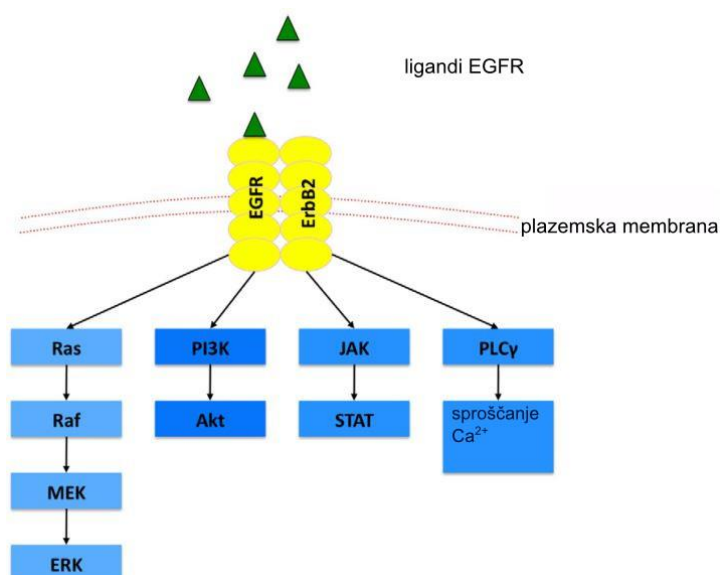 ligandi EGFR
EGFR
ErbB2
plazemska membrana
Ras
PI3K
JAK
PLCγ
Raf
Akt
STAT
sproščanje
Ca²⁺
MEK
ERK